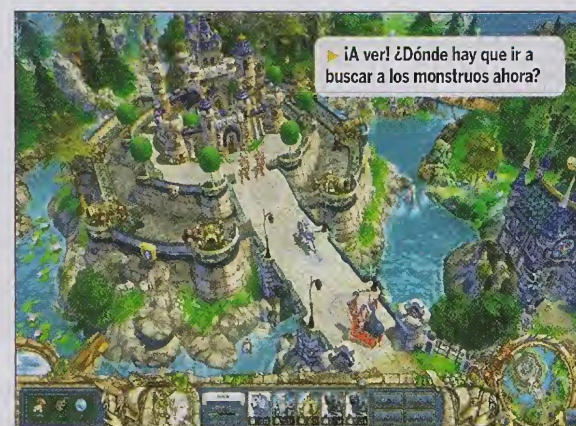 ► ¡A ver! ¿Dónde hay que ir a
buscar a los monstruos ahora?